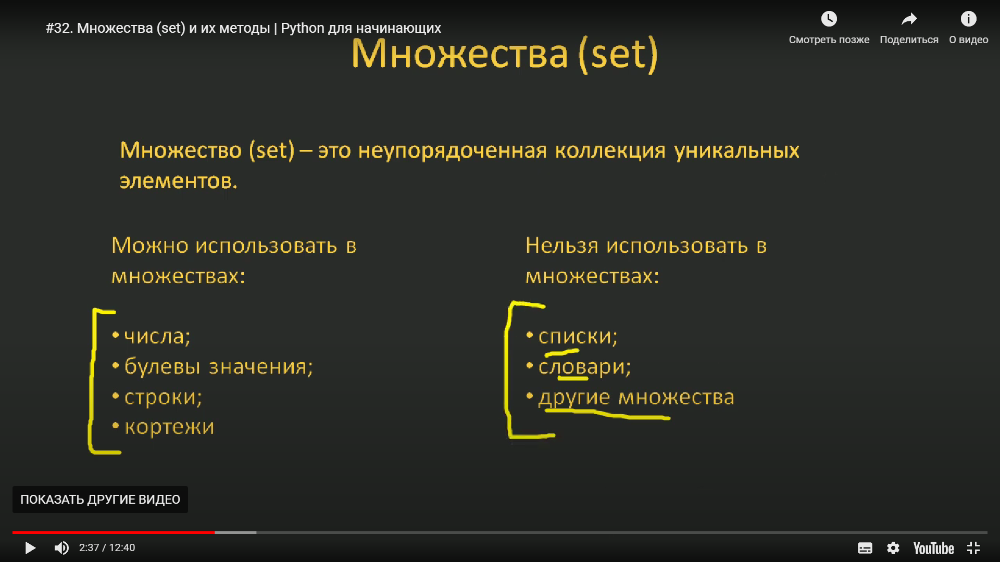 #32. Множества (set) и их методы | Python для начинающих
Смотреть позже
Поделиться
О видео
Множества (set)
Множество (set) – это неупорядоченная коллекция уникальных
элементов.
Можно использовать в
множествах:
• числа;
• булевы значения;
• строки;
• кортежи
Нельзя использовать в
множествах:
• списки;
• словари;
• другие множества
ПОКАЗАТЬ ДРУГИЕ ВИДЕО
2:37 / 12:40
YouTube